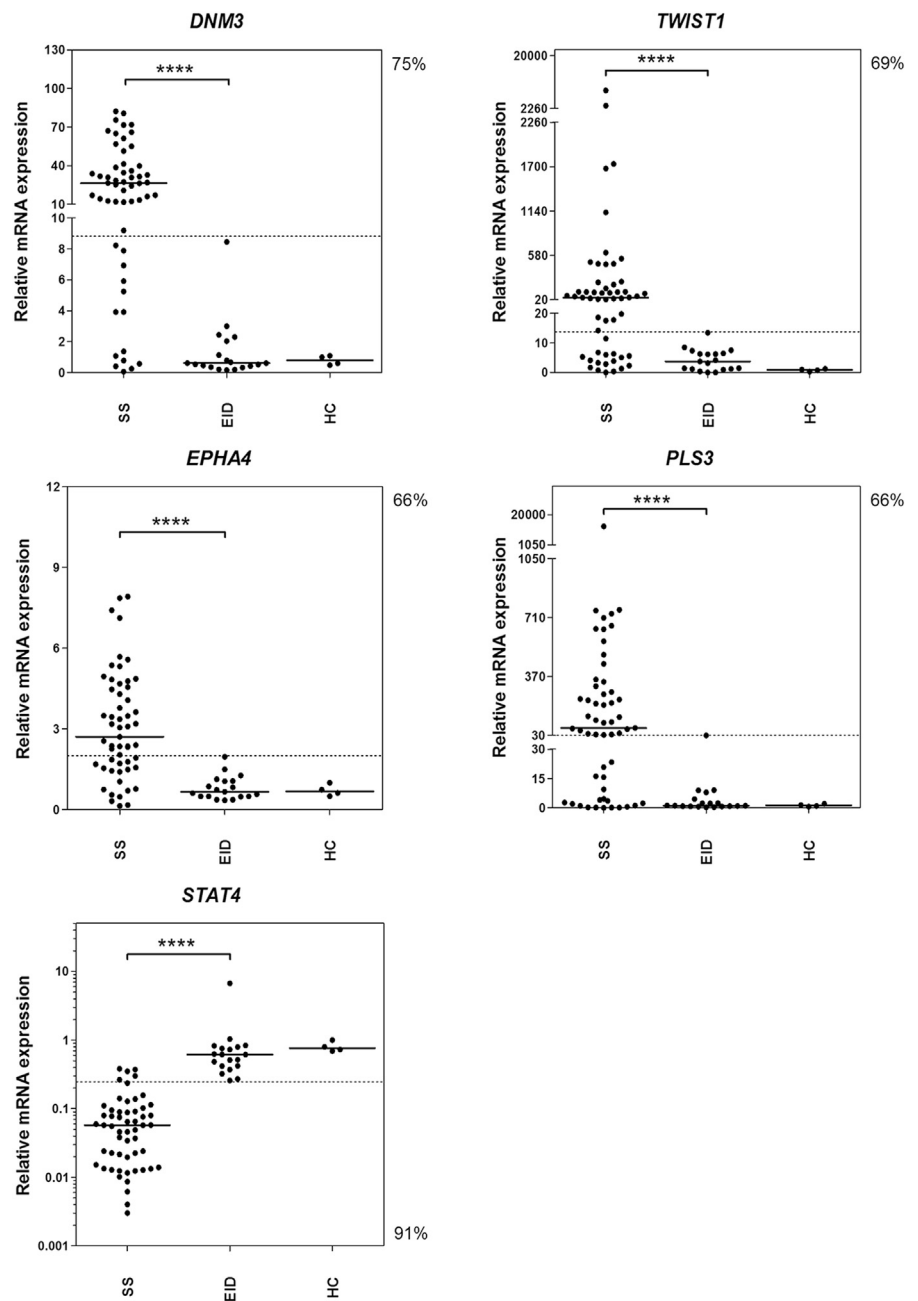 DNM3
75%
Relative mRNA expression
130
100
70
40
10
10
8
6
4
2
0
****
SS
EID
HC
TWIST1
69%
Relative mRNA expression
20000
2260
2260
1700
1140
580
20
20
10
0
****
SS
EID
HC
EPHA4
66%
Relative mRNA expression
12
9
6
3
0
****
SS
EID
HC
PLS3
66%
Relative mRNA expression
20000
1050
1050
710
370
30
30
15
0
****
SS
EID
HC
STAT4
Relative mRNA expression
10
1
0.1
0.01
0.001
****
91%
SS
EID
HC